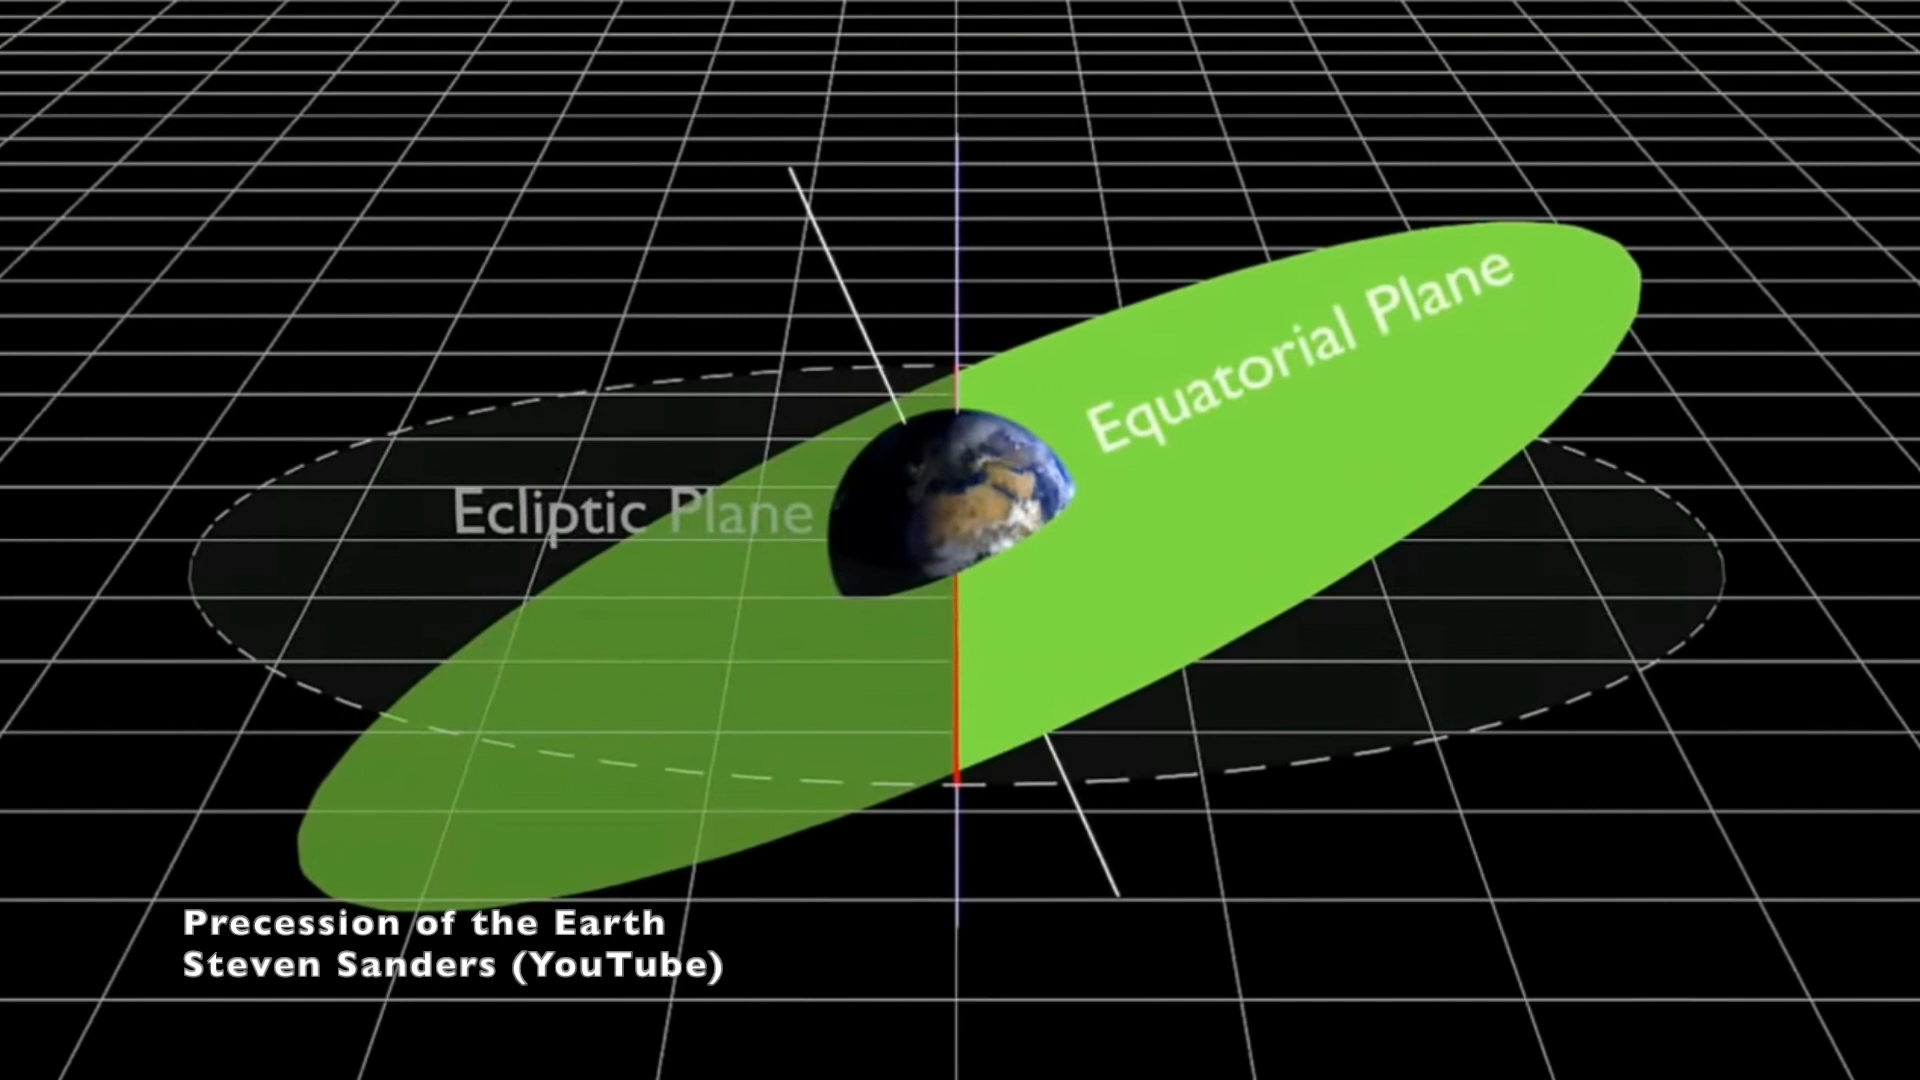 Equatorial Plane
Ecliptic Plane
Precession of the Earth
Steven Sanders (YouTube)